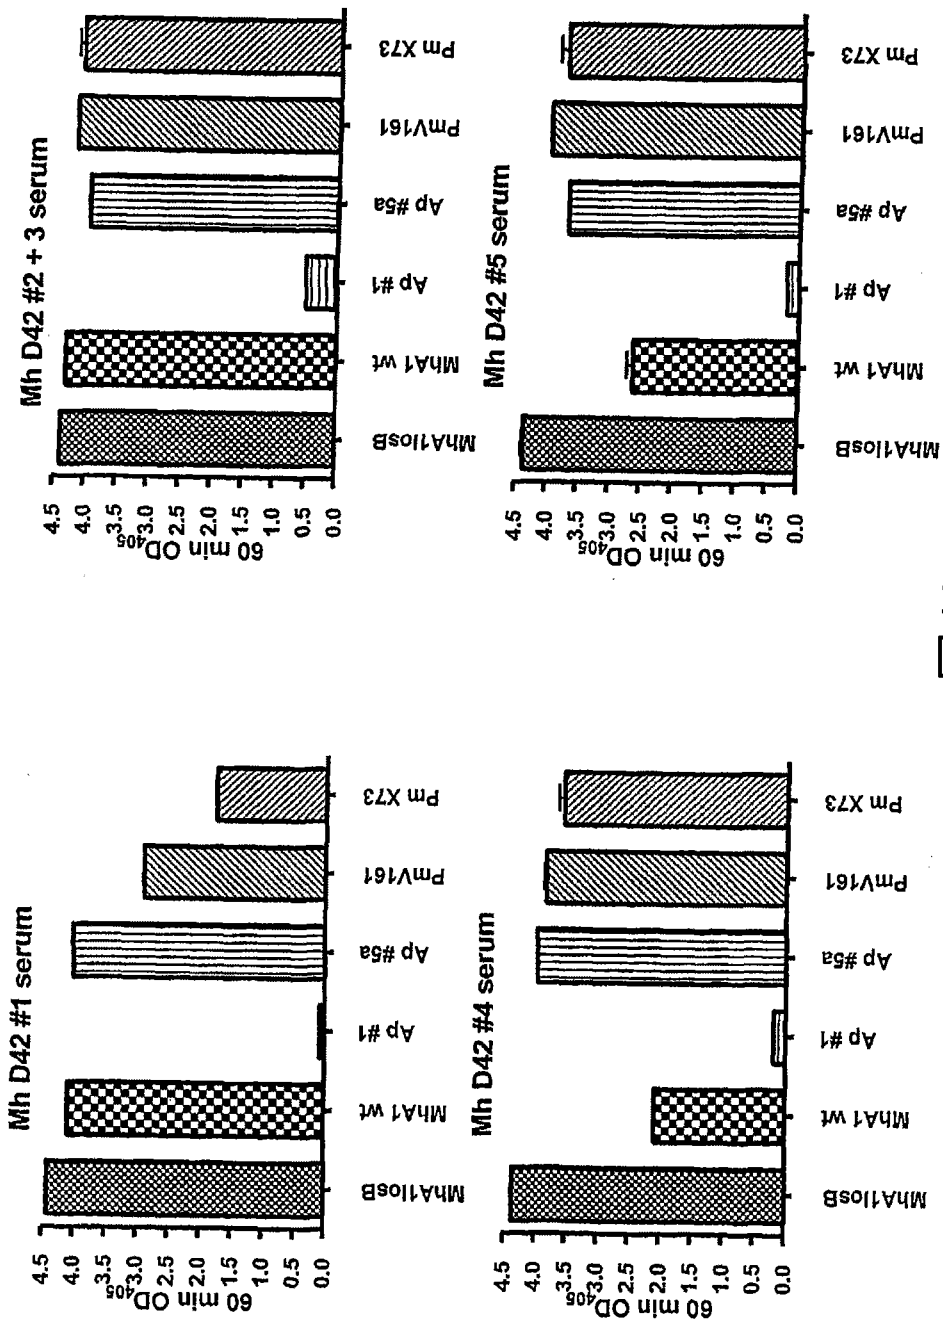 Mh D42 #1 serum
60 min OD405
4.5
4.0
3.5
3.0
2.5
2.0
1.5
1.0
0.5
0.0
MhA1losB
MhA1 wt
Ap #1
Ap #5a
PmV161
Pm X73
Mh D42 #2 + 3 serum
60 min OD405
4.5
4.0
3.5
3.0
2.5
2.0
1.5
1.0
0.5
0.0
MhA1losB
MhA1 wt
Ap #1
Ap #5a
PmV161
Pm X73
Mh D42 #4 serum
60 min OD405
4.5
4.0
3.5
3.0
2.5
2.0
1.5
1.0
0.5
0.0
MhA1losB
MhA1 wt
Ap #1
Ap #5a
PmV161
Pm X73
Mh D42 #5 serum
60 min OD405
4.5
4.0
3.5
3.0
2.5
2.0
1.5
1.0
0.5
0.0
MhA1losB
MhA1 wt
Ap #1
Ap #5a
PmV161
Pm X73